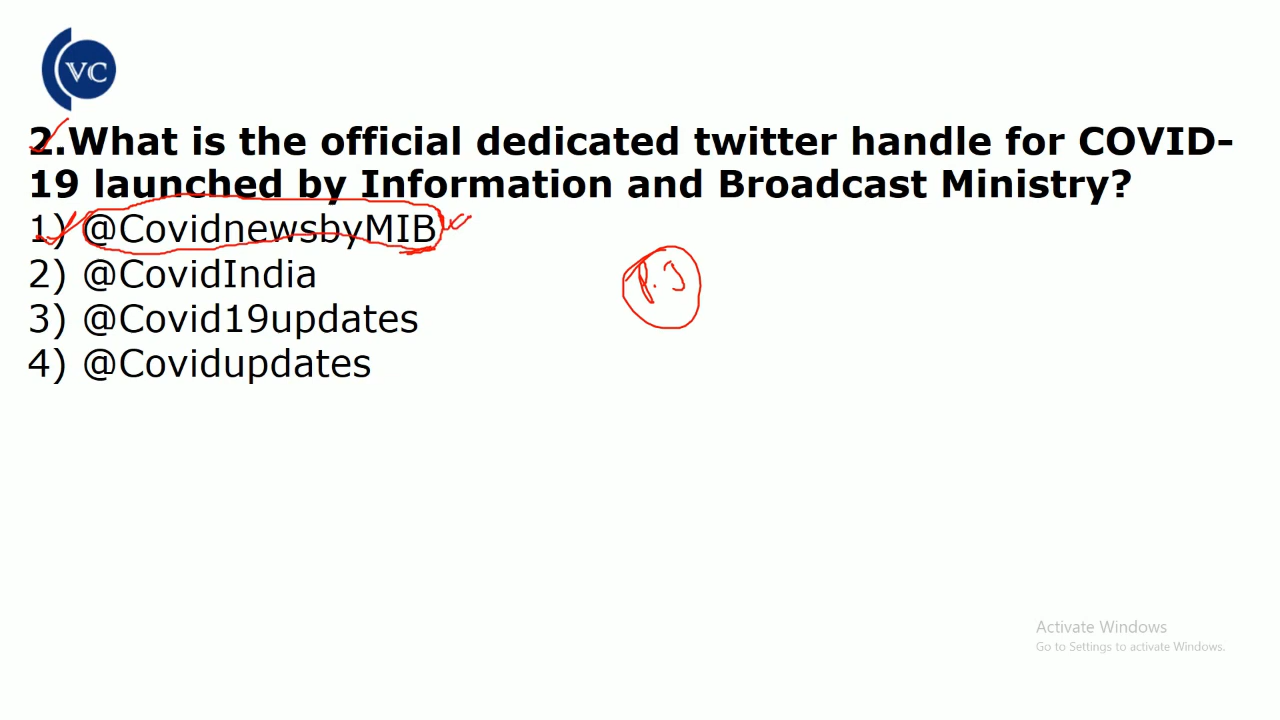 VC
2.What is the official dedicated twitter handle for COVID-
19 launched by Information and Broadcast Ministry?
1) @CovidnewsbyMIB
2) @CovidIndia
3) @Covid19updates
4) @Covidupdates
Activate Windows
Go to Settings to activate Windows.